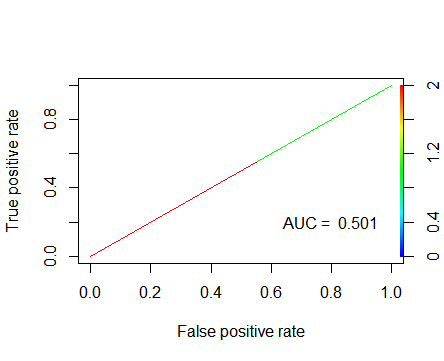 True positive rate
0.0 0.4 0.8
AUC = 0.501
0 0.4 1.2 2
0.0 0.2 0.4 0.6 0.8 1.0
False positive rate